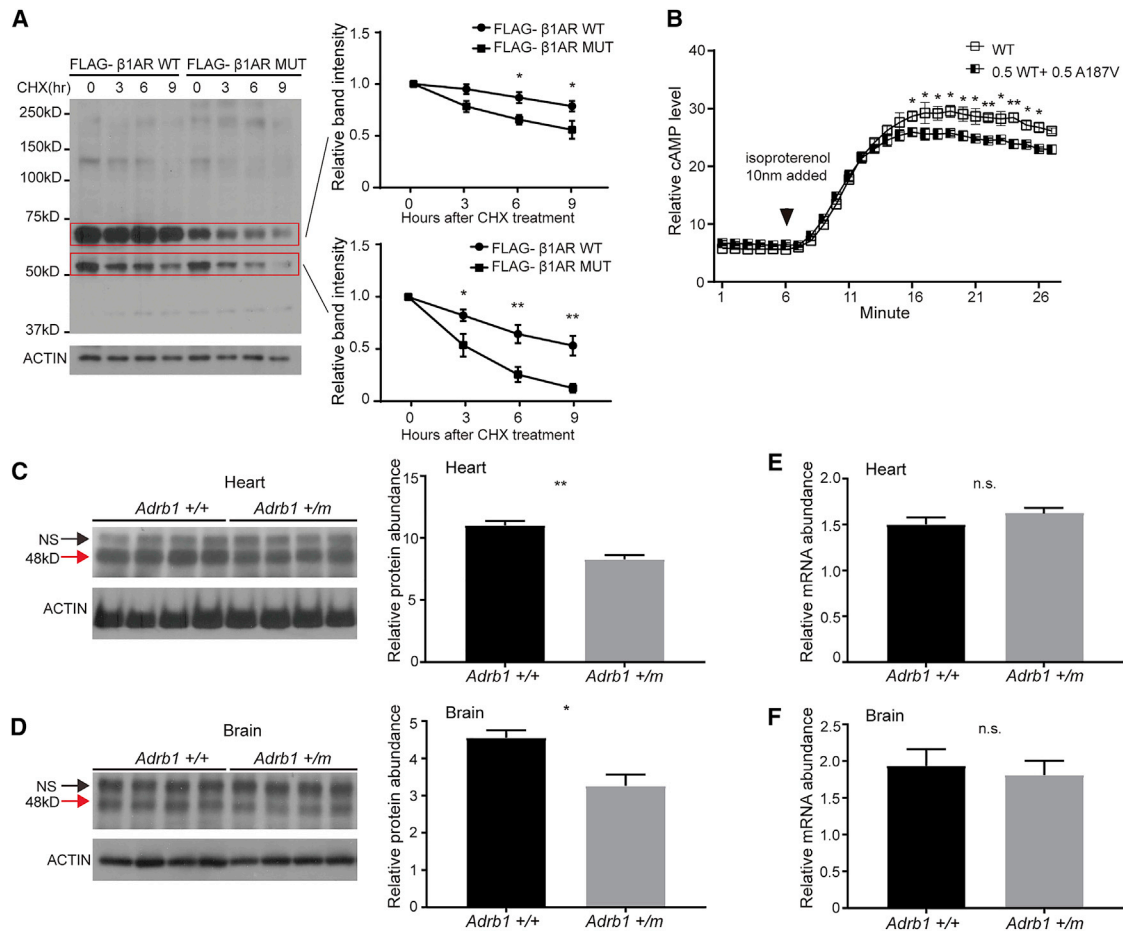 A
FLAG- β1AR WT FLAG- β1AR MUT
CHX(hr) 0 3 6 9 0 3 6 9
250kD
150kD
100kD
75kD
50kD
37kD
ACTIN
Relative band intensity
1.5
1.0
0.5
0
FLAG- β1AR WT
FLAG- β1AR MUT
* *
0 3 6 9
Hours after CHX treatment
Relative band intensity
1.5
1.0
0.5
0
FLAG- β1AR WT
FLAG- β1AR MUT
* ** **
0 3 6 9
Hours after CHX treatment
B
Relative cAMP level
40
30
20
10
0
WT
0.5 WT+ 0.5 A187V
* * * * * * ** * ** * *
isoproterenol
10nm added
1 6 11 16 21 26
Minute
C
Heart
Adrb1 +/+ Adrb1 +/m
NS
48kD
ACTIN
Relative protein abundance
15
10
5
0
Heart
**
Adrb1 +/+ Adrb1 +/m
E
Relative mRNA abundance
2.0
1.5
1.0
0.5
0
Heart
n.s.
Adrb1 +/+ Adrb1 +/m
D
Brain
Adrb1 +/+ Adrb1 +/m
NS
48kD
ACTIN
Relative protein abundance
5
4
3
2
1
0
Brain
*
Adrb1 +/+ Adrb1 +/m
F
Relative mRNA abundance
2.5
2.0
1.5
1.0
0.5
0
Brain
n.s.
Adrb1 +/+ Adrb1 +/m